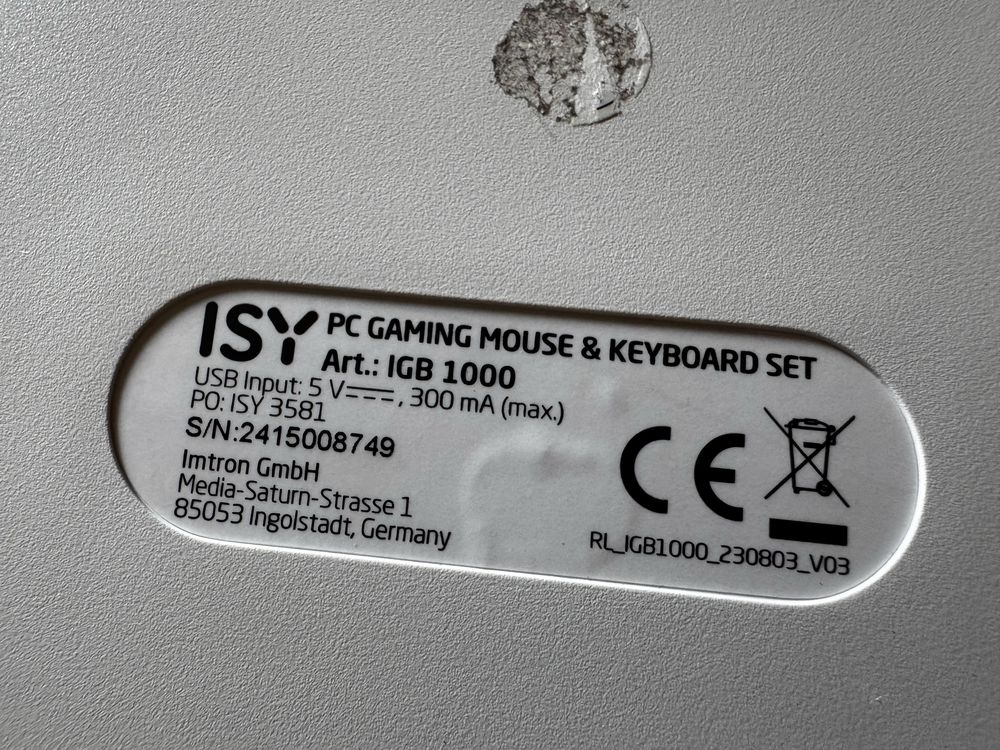 ISY PC GAMING MOUSE & KEYBOARD SET
Art.: IGB 1000
USB Input: 5 V⎓, 300 mA (max.)
PO: ISY 3581
S/N:2415008749
Imtron GmbH
Media-Saturn-Strasse 1
85053 Ingolstadt, Germany
CE
RL_IGB1000_230803_V03